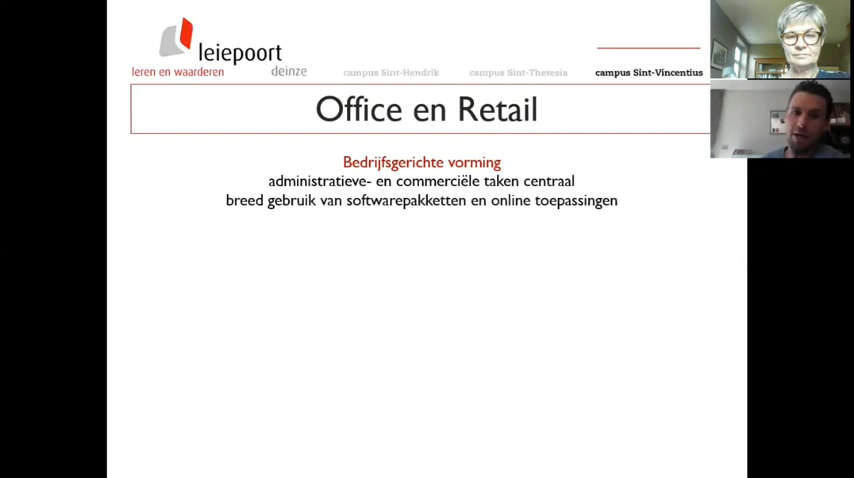 leiepoort
leren en waarderen deinze
campus Sint-Hendrik campus Sint-Theresia campus Sint-Vincentius
Office en Retail
Bedrijfsgerichte vorming
administratieve- en commerciële taken centraal
breed gebruik van softwarepakketten en online toepassingen